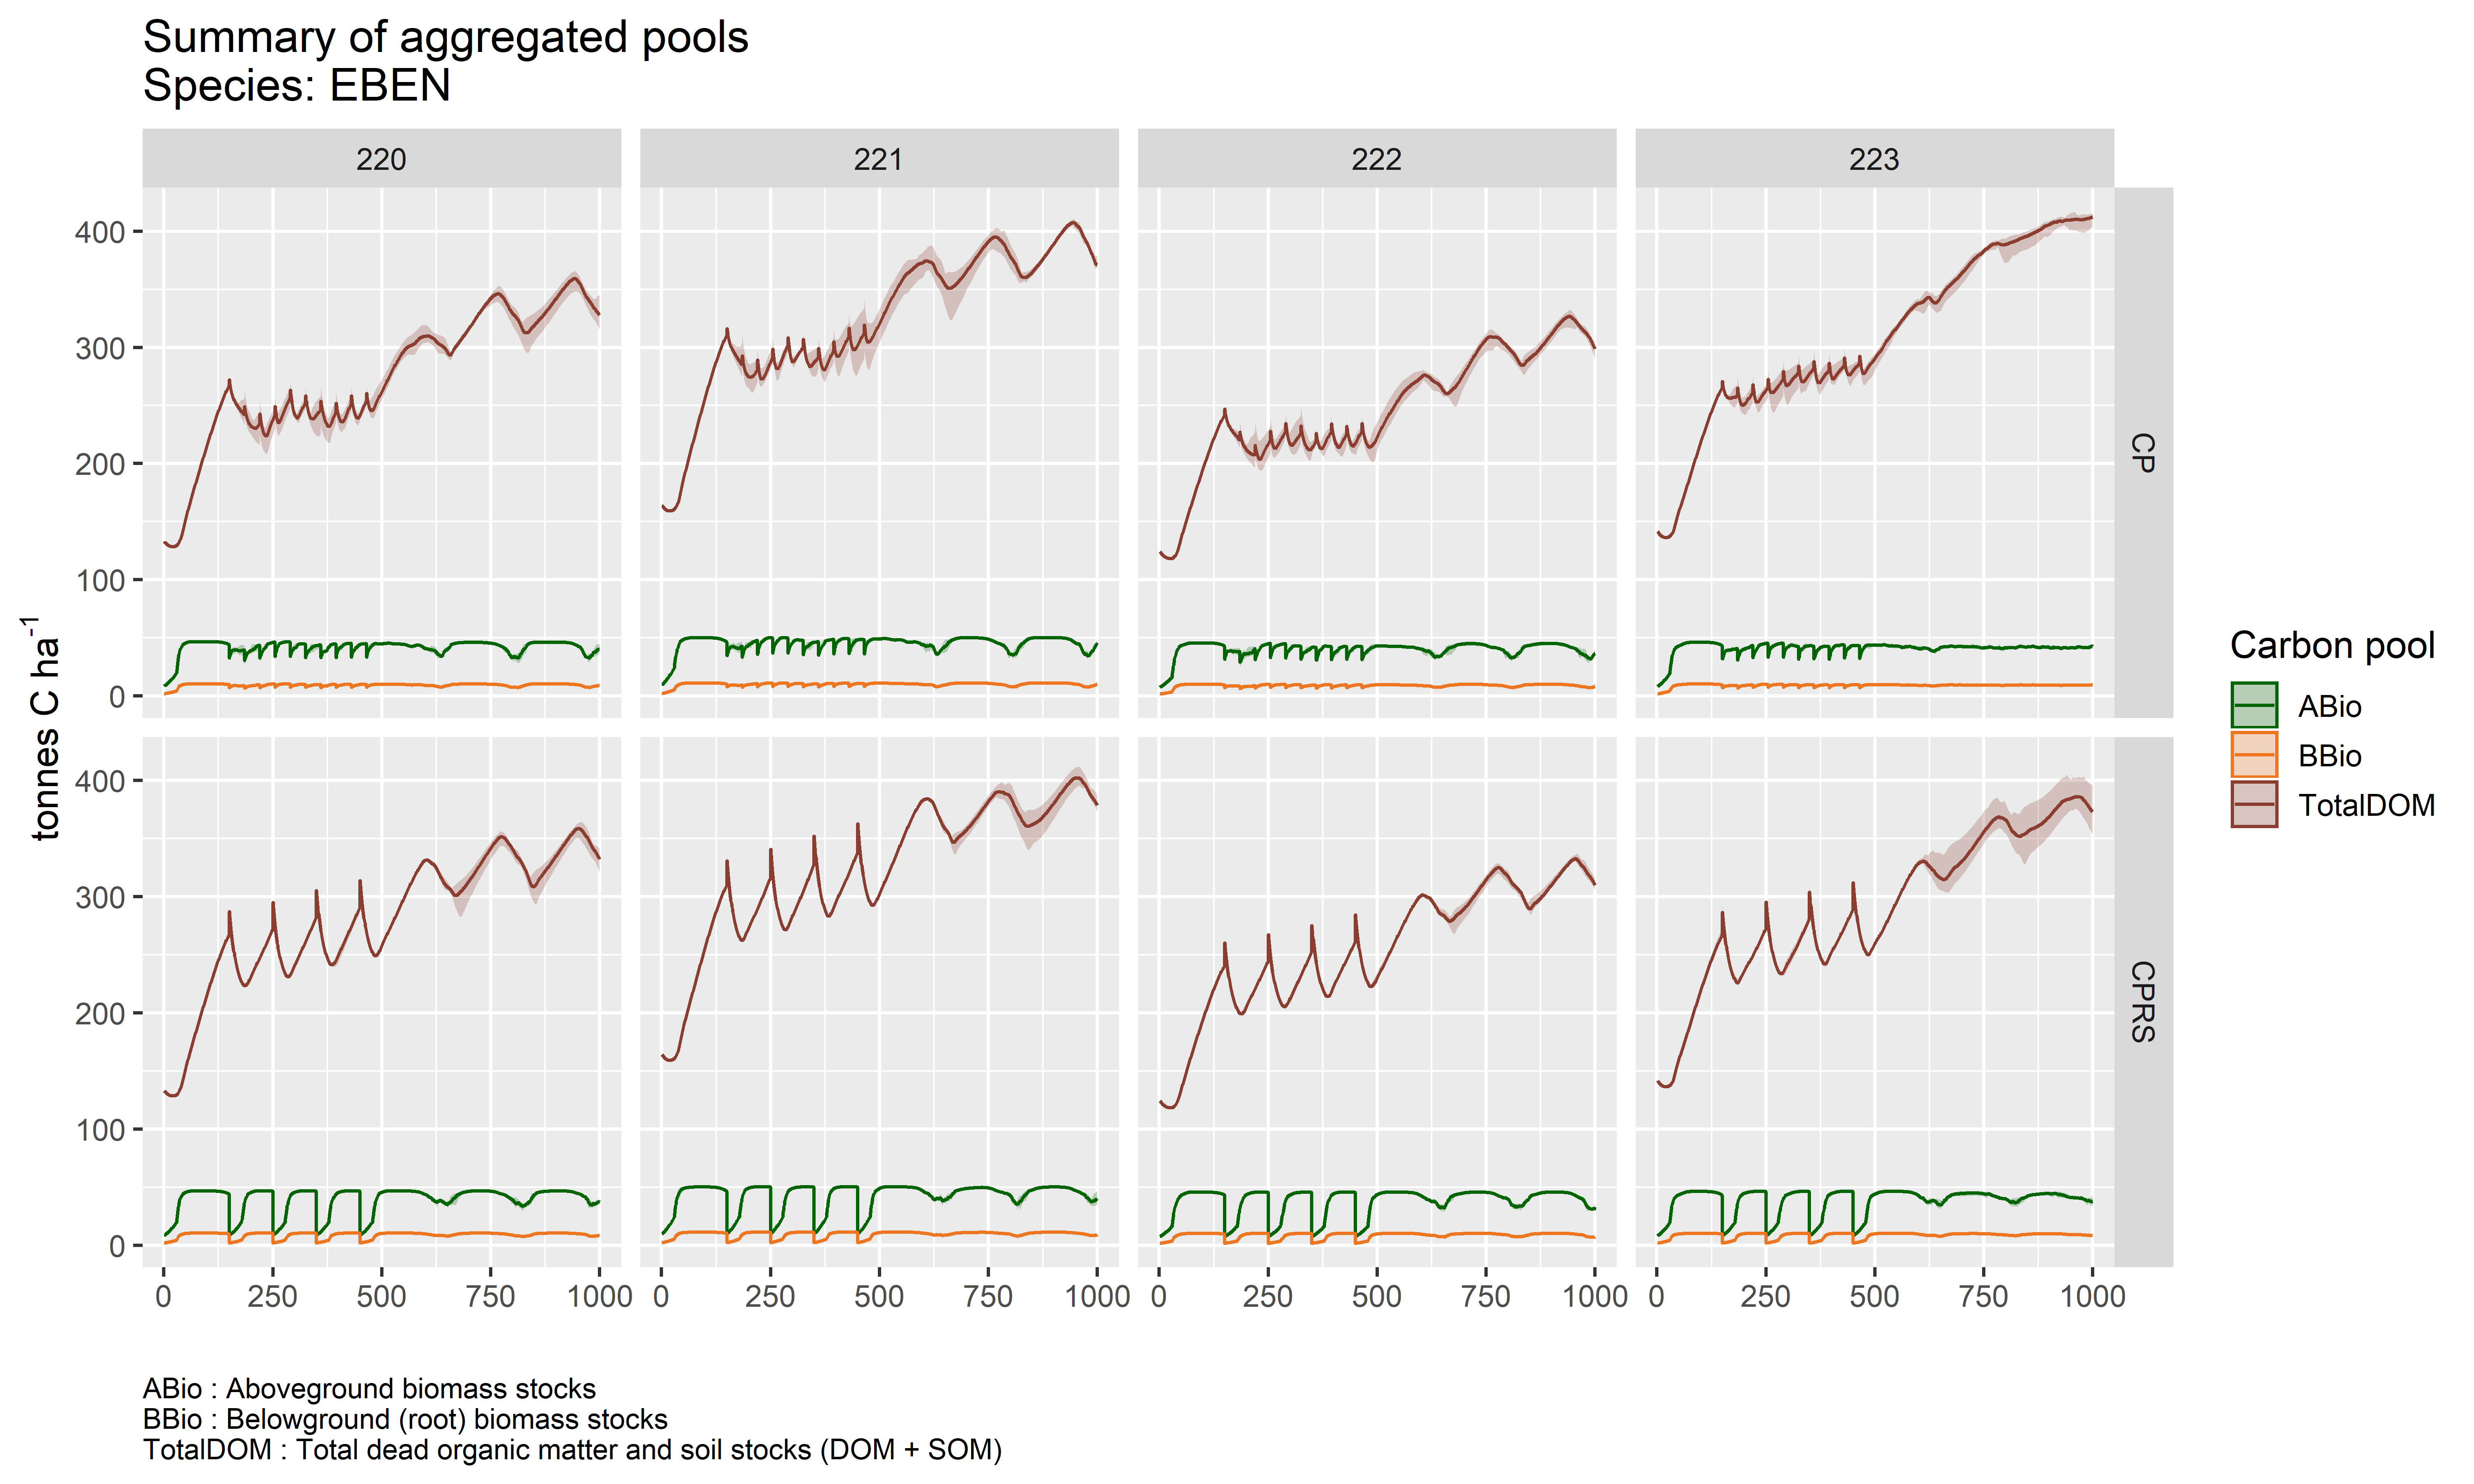 Summary of aggregated pools
Species: EBEN
220 221 222 223
400
300
200
100
0
CP
400
300
200
100
0
CPRS
tonnes C ha⁻¹
0 250 500 750 1000 0 250 500 750 1000 0 250 500 750 1000 0 250 500 750 1000
Carbon pool
ABio
BBio
TotalDOM
ABio : Aboveground biomass stocks
BBio : Belowground (root) biomass stocks
TotalDOM : Total dead organic matter and soil stocks (DOM + SOM)